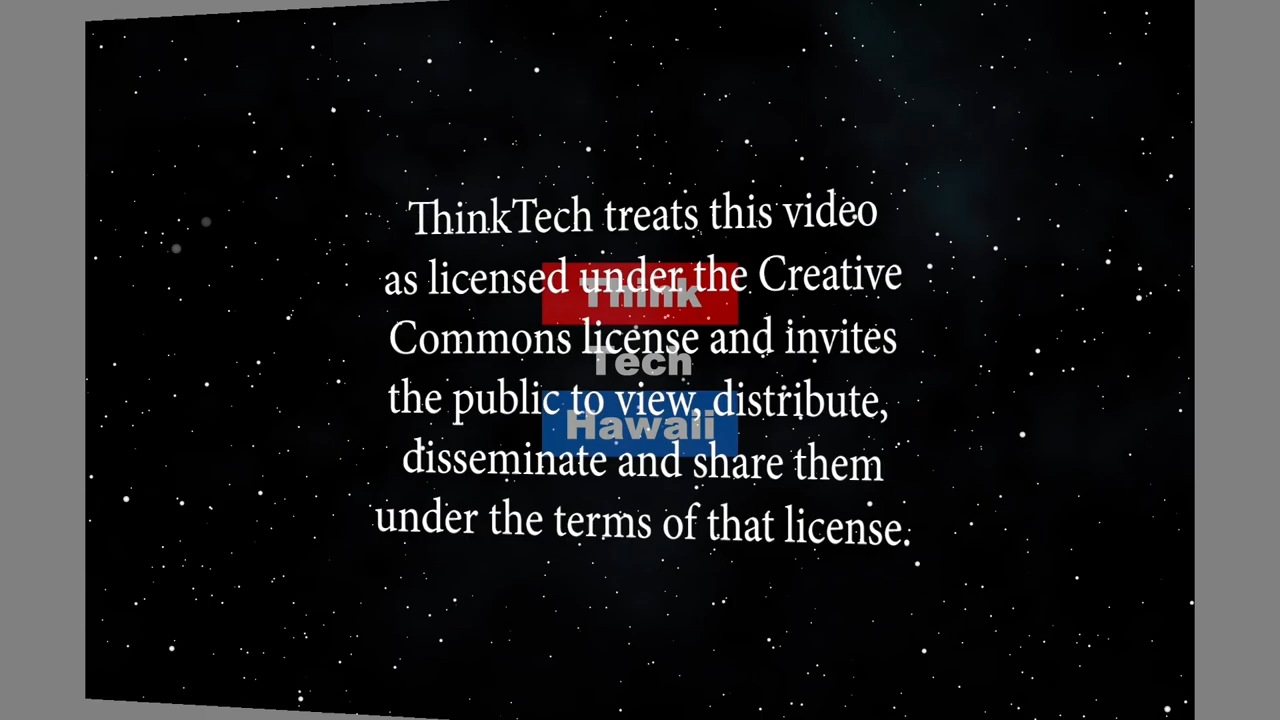 ThinkTech treats this video
as licensed under the Creative
Commons license and invites
the public to view, distribute,
disseminate and share them
under the terms of that license.
Think
Tech
Hawaii